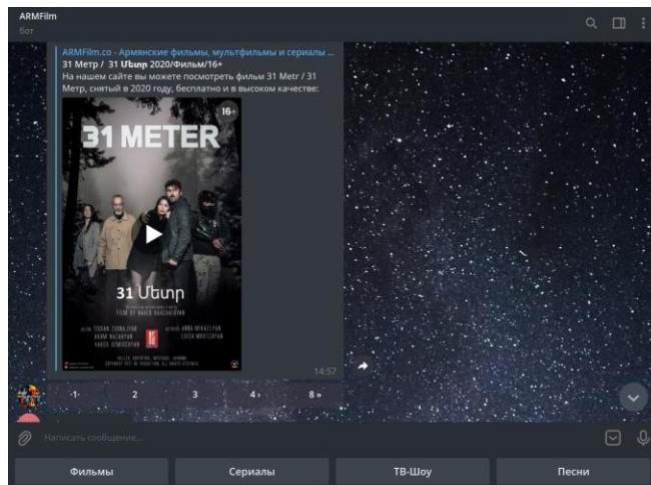 ARMFilm
бот
ARMFilm.co - Армянские фильмы, мультфильмы и сериалы ...
31 Метр / 31 Մետր 2020/Фильм/16+
На нашем сайте вы можете посмотреть фильм 31 Metr / 31
Метр, снятый в 2020 году, бесплатно и в высоком качестве:
16+
31 METER
31 Մետր
14:57
·1· 2 3 4 › 8 »
Написать сообщение...
Фильмы Сериалы ТВ-Шоу Песни